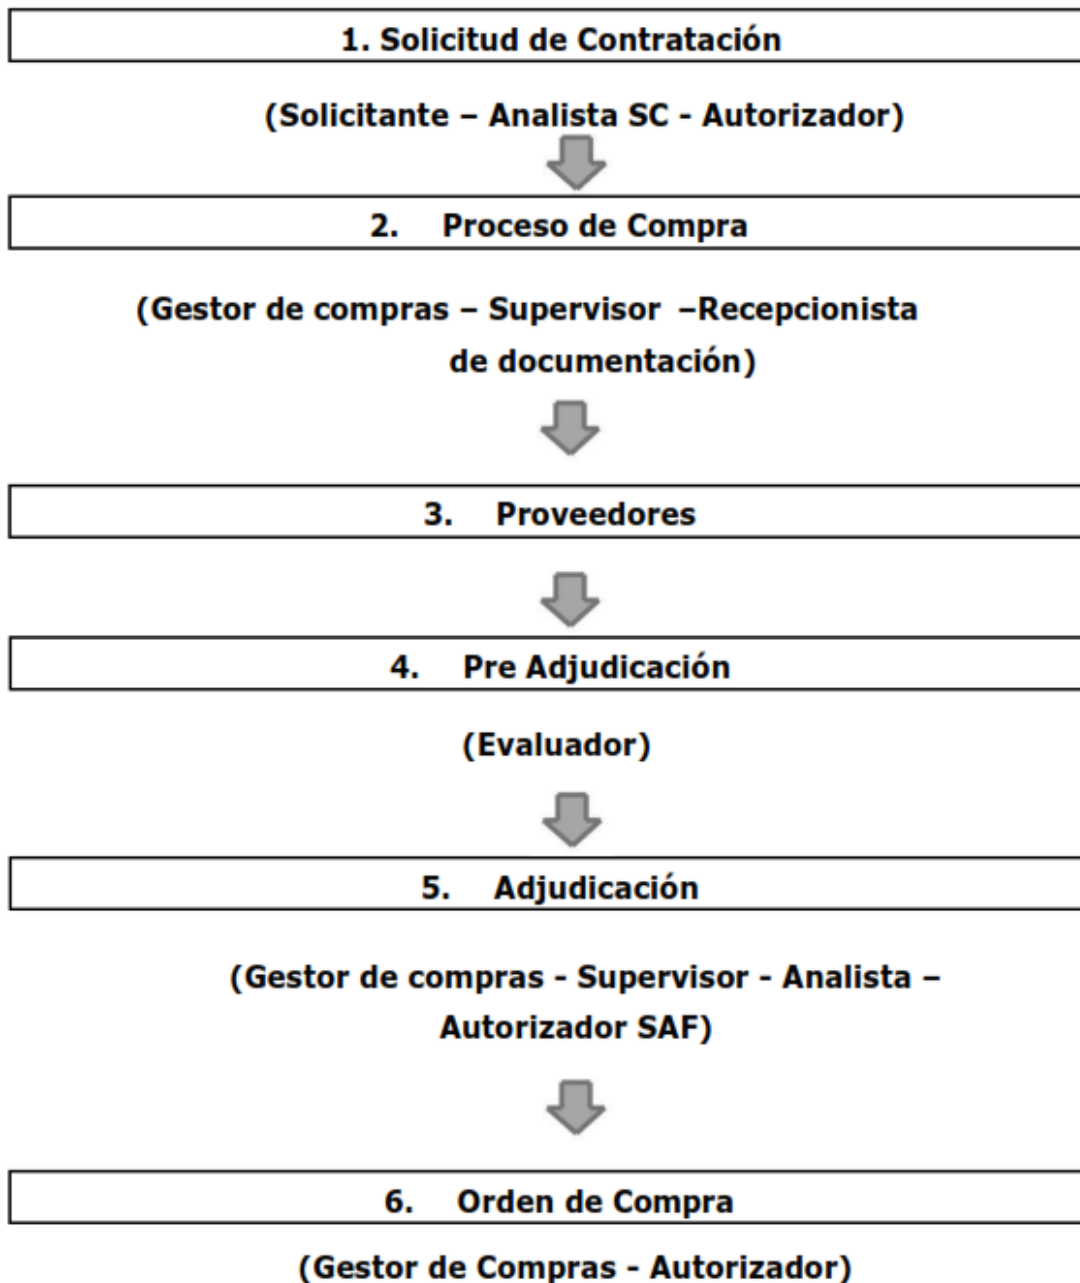 1. Solicitud de Contratación
(Solicitante – Analista SC - Autorizador)
2. Proceso de Compra
(Gestor de compras – Supervisor –Recepcionista
de documentación)
3. Proveedores
4. Pre Adjudicación
(Evaluador)
5. Adjudicación
(Gestor de compras - Supervisor - Analista –
Autorizador SAF)
6. Orden de Compra
(Gestor de Compras - Autorizador)